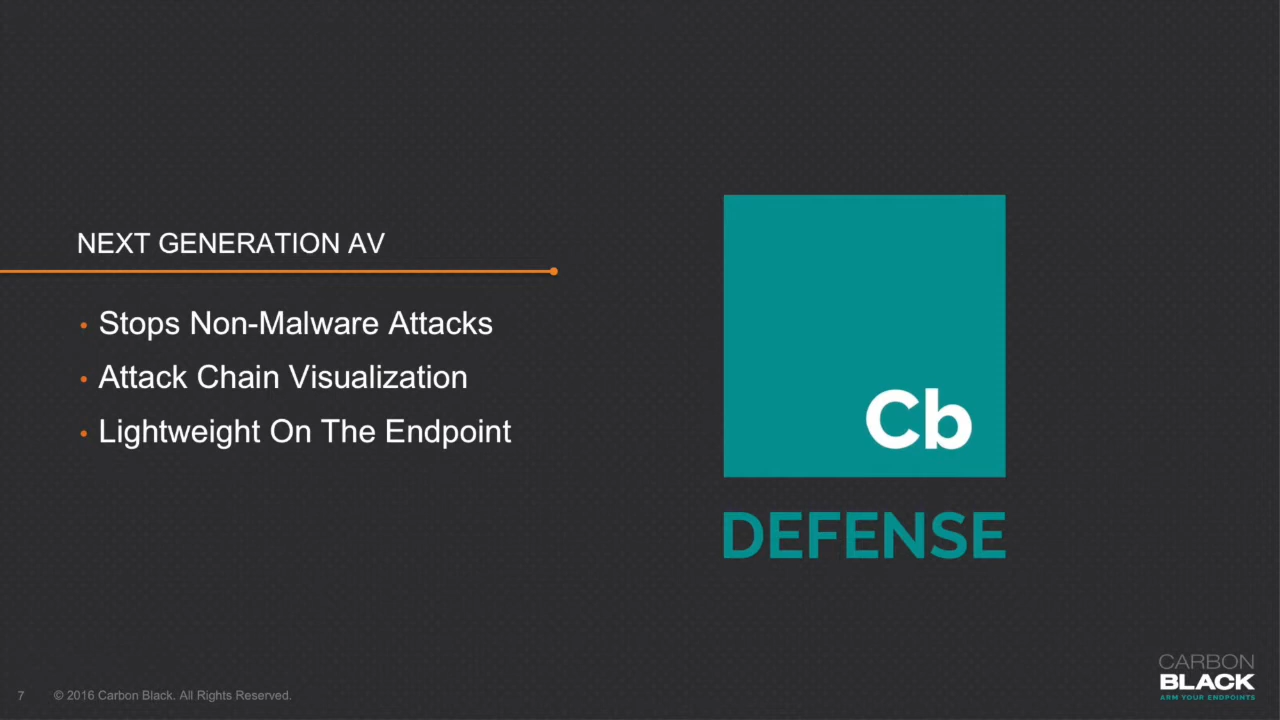 NEXT GENERATION AV
• Stops Non-Malware Attacks
• Attack Chain Visualization
• Lightweight On The Endpoint
Cb
DEFENSE
7 © 2016 Carbon Black. All Rights Reserved.
CARBON
BLACK
ARM YOUR ENDPOINTS